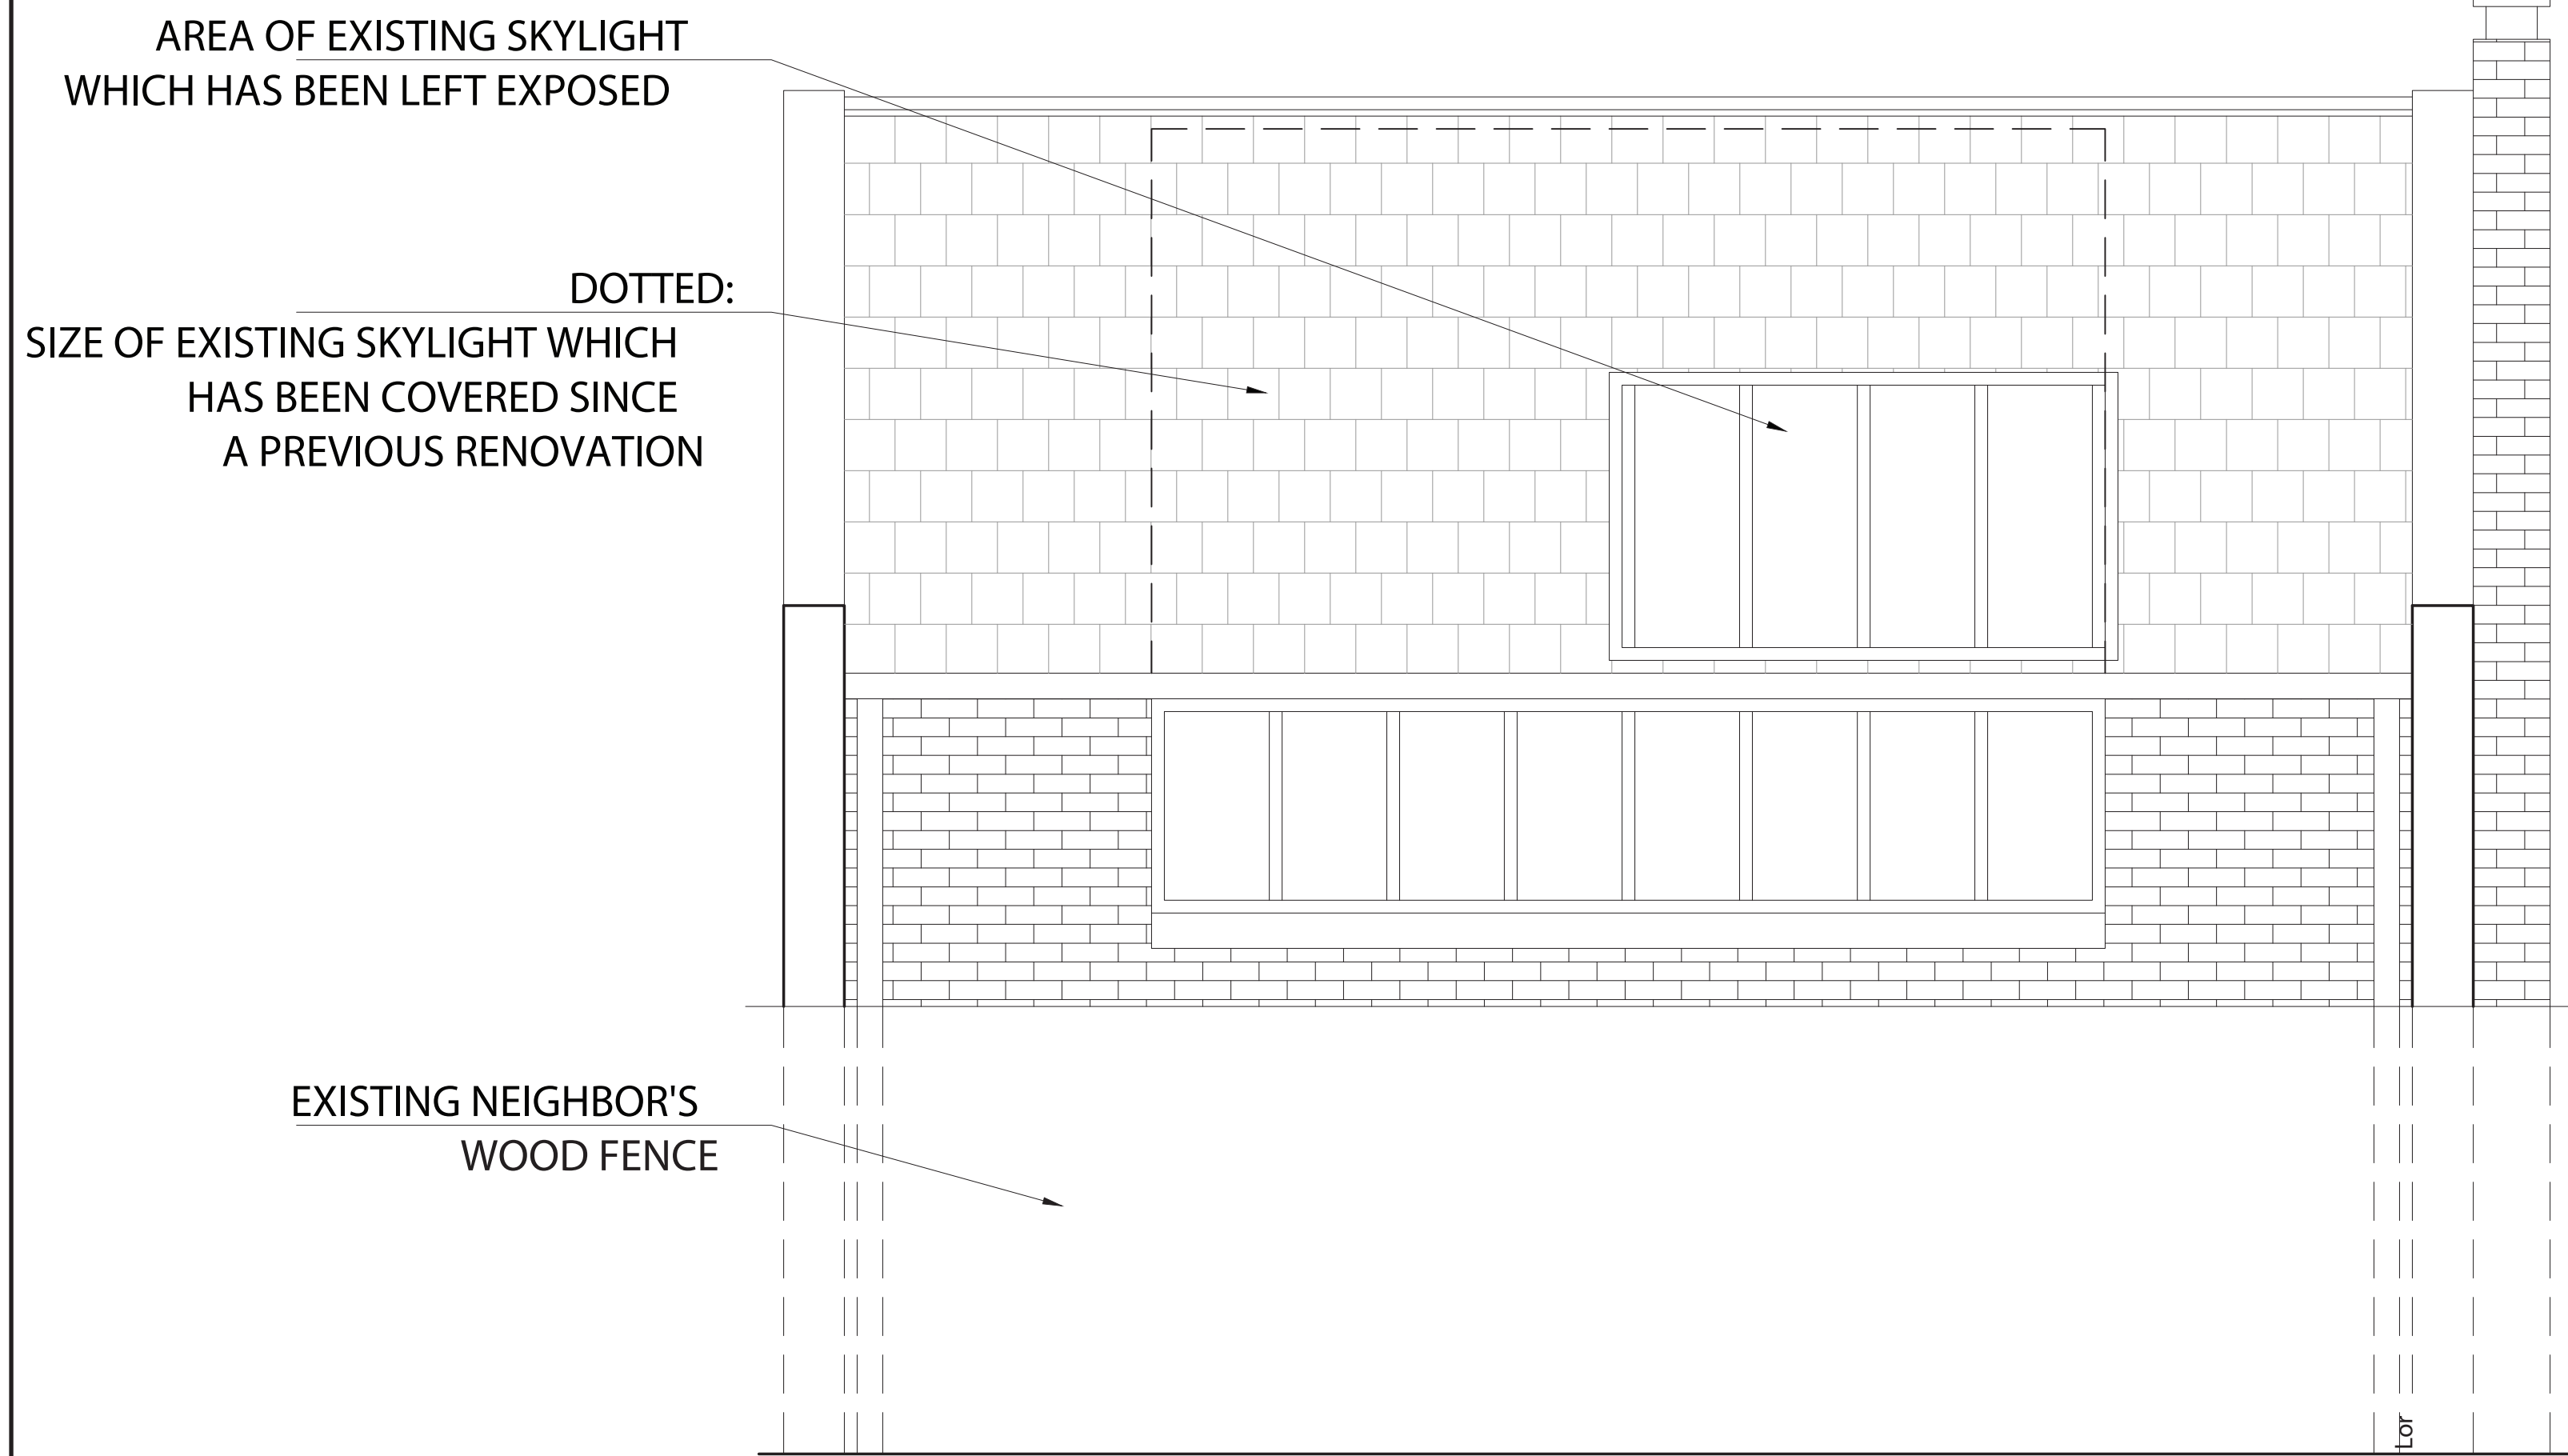 AREA OF EXISTING SKYLIGHT
WHICH HAS BEEN LEFT EXPOSED
DOTTED:
SIZE OF EXISTING SKYLIGHT WHICH
HAS BEEN COVERED SINCE
A PREVIOUS RENOVATION
EXISTING NEIGHBOR'S
WOOD FENCE
Lor